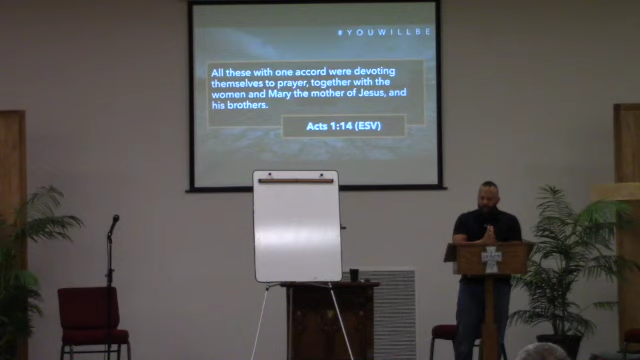 #YOUWILLBE
All these with one accord were devoting
themselves to prayer, together with the
women and Mary the mother of Jesus, and
his brothers.
Acts 1:14 (ESV)